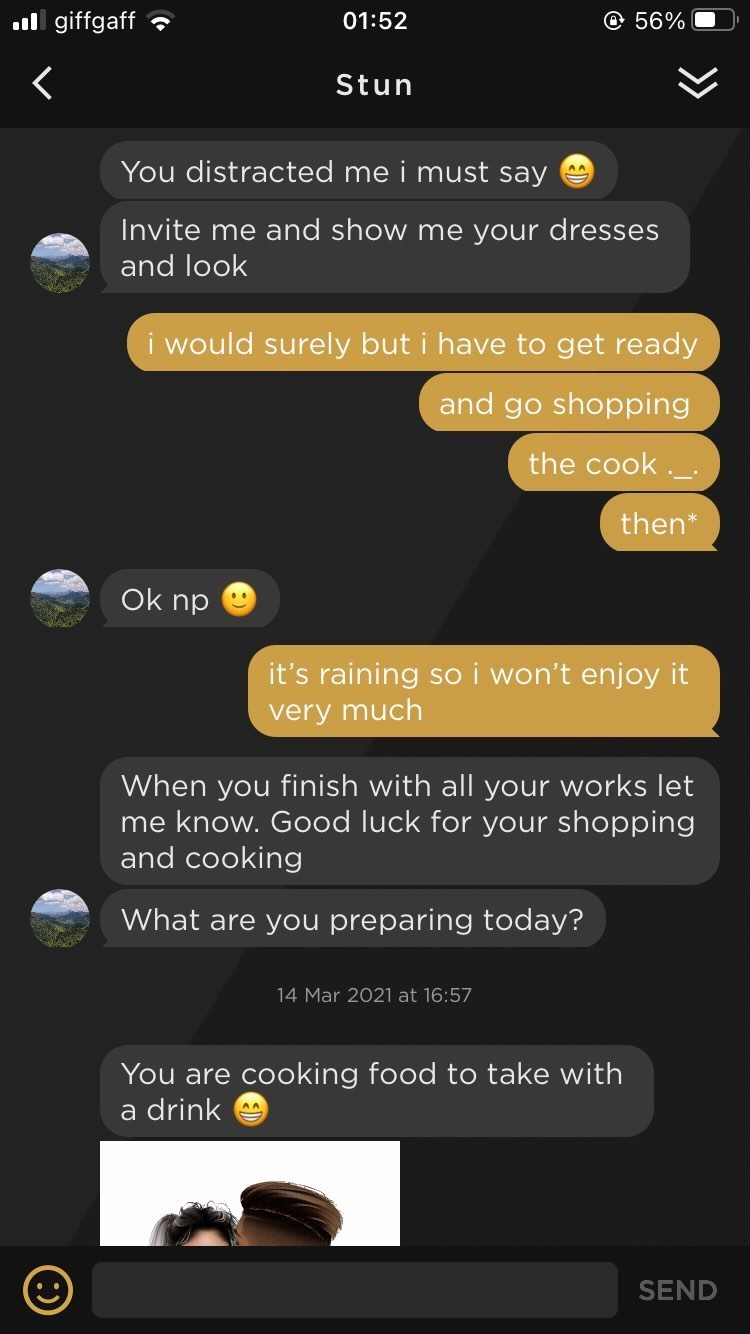 giffgaff
01:52
56%
Stun
You distracted me i must say 😁
Invite me and show me your dresses
and look
i would surely but i have to get ready
and go shopping
the cook ._.
then*
Ok np 🙂
it’s raining so i won’t enjoy it
very much
When you finish with all your works let
me know. Good luck for your shopping
and cooking
What are you preparing today?
14 Mar 2021 at 16:57
You are cooking food to take with
a drink 😁
SEND